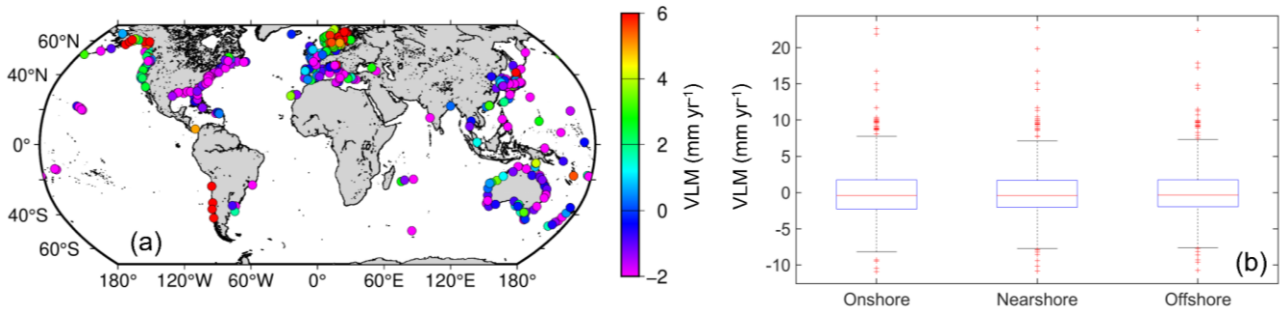 60°N
40°N
20°N
0°
40°S
60°S
(a)
180°
120°W
60°W
0°
60°E
120°E
180°
6
4
2
0
−2
VLM (mm yr⁻¹)
VLM (mm yr⁻¹)
20
15
10
5
0
-5
-10
Onshore
Nearshore
Offshore
(b)